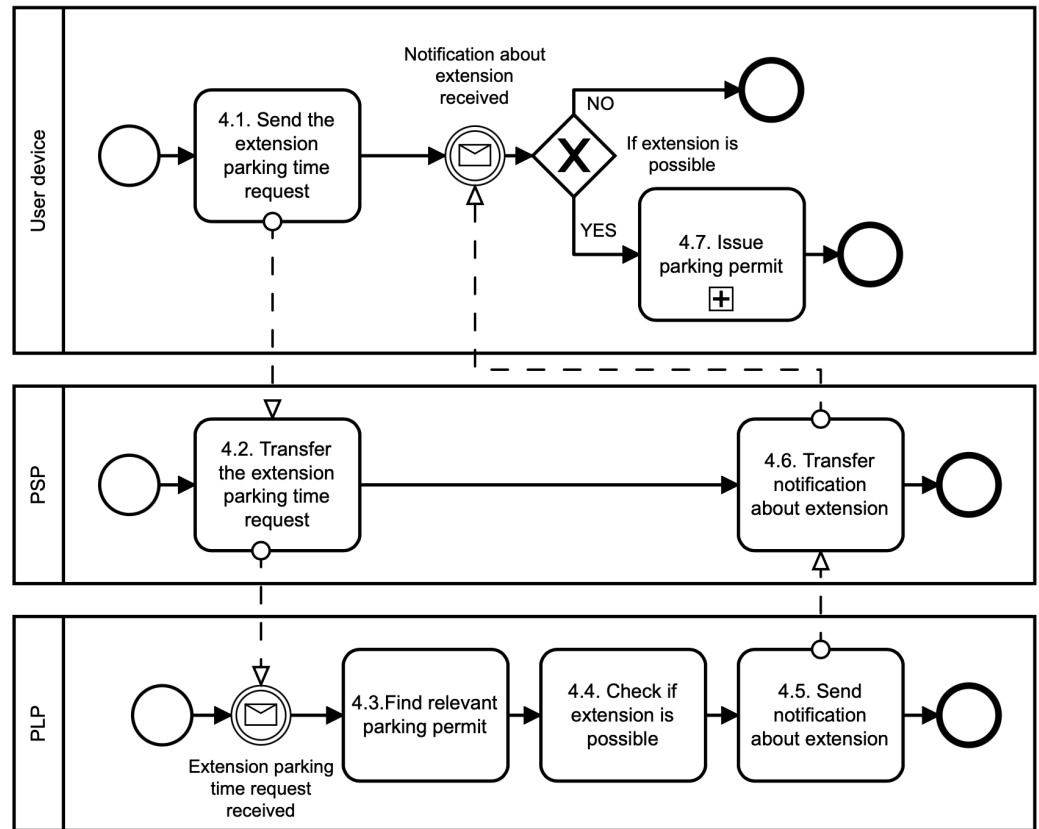 User device
4.1. Send the
extension
parking time
request
Notification about
extension
received
NO
If extension is
possible
YES
4.7. Issue
parking permit
PSP
4.2. Transfer
the extension
parking time
request
4.6. Transfer
notification
about extension
PLP
Extension parking
time request
received
4.3.Find relevant
parking permit
4.4. Check if
extension is
possible
4.5. Send
notification
about extension